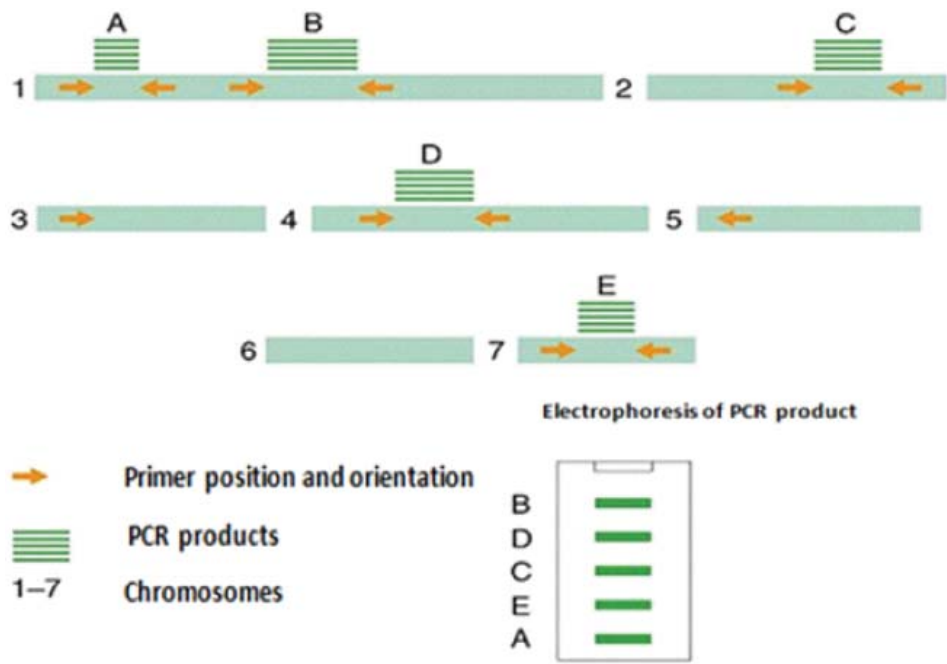 A B C
1 2
D
3 4 5
E
6 7
Electrophoresis of PCR product
Primer position and orientation
PCR products
1–7 Chromosomes
B
D
C
E
A